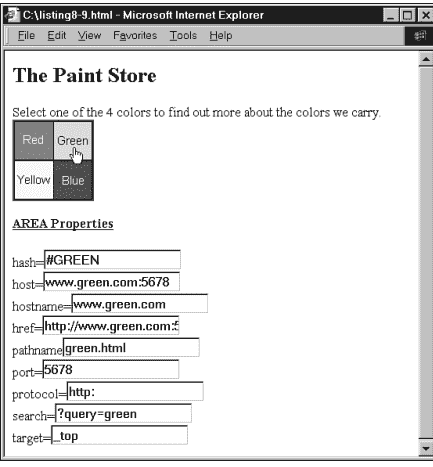 C:\listing8-9.html - Microsoft Internet Explorer
File Edit View Favorites Tools Help
The Paint Store
Select one of the 4 colors to find out more about the colors we carry.
Red Green
Yellow Blue
AREA Properties
hash=#GREEN
host=www.green.com:5678
hostname=www.green.com
href=http://www.green.com:5
pathname=green.html
port=5678
protocol=http:
search=?query=green
target=_top